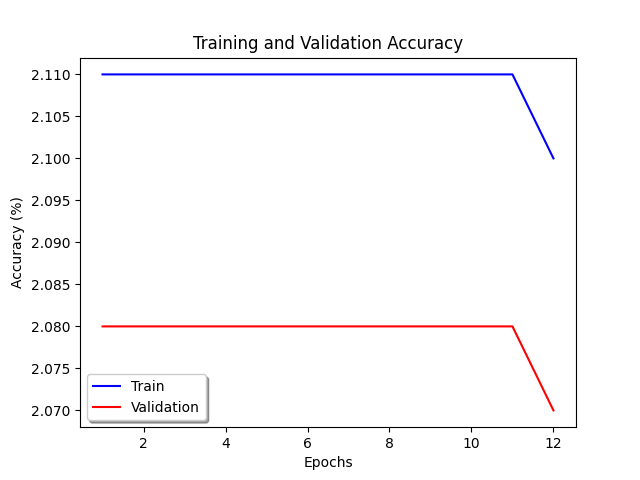 Training and Validation Accuracy
2.110
2.105
2.100
2.095
2.090
2.085
2.080
2.075
2.070
Accuracy (%)
Train
Validation
2 4 6 8 10 12
Epochs